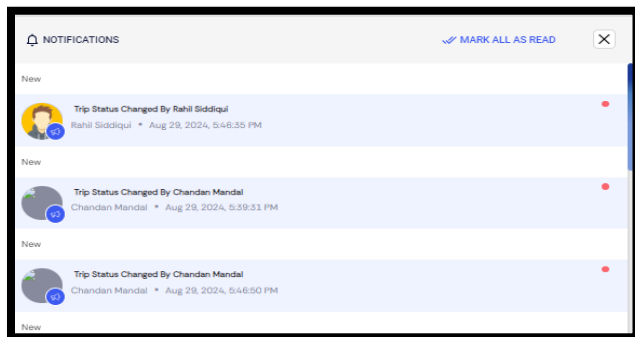 NOTIFICATIONS MARK ALL AS READ
New
Trip Status Changed By Rahil Siddiqui
Rahil Siddiqui • Aug 29, 2024, 5:46:35 PM
New
Trip Status Changed By Chandan Mandal
Chandan Mandal • Aug 29, 2024, 5:39:31 PM
New
Trip Status Changed By Chandan Mandal
Chandan Mandal • Aug 29, 2024, 5:46:50 PM
New